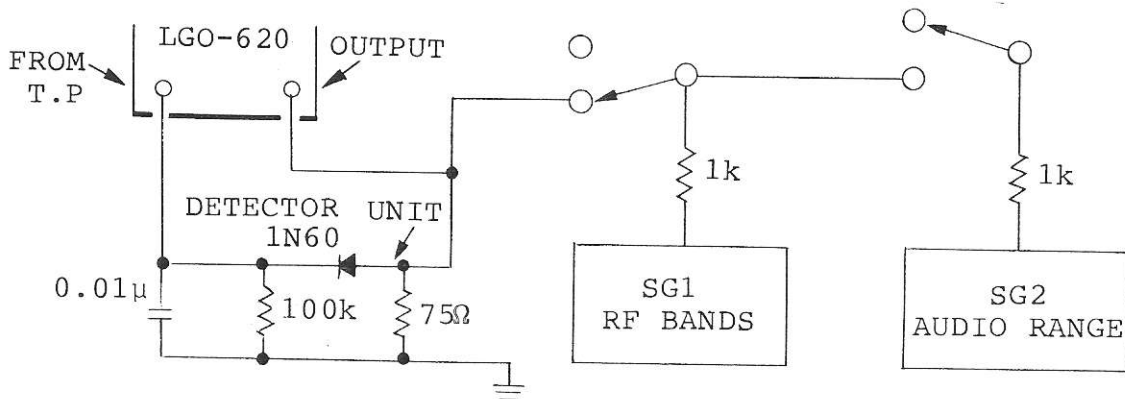 LGO-620
OUTPUT
FROM
T.P
1k
1k
DETECTOR
UNIT
1N60
0.01μ
100k
75Ω
SG1
RF BANDS
SG2
AUDIO RANGE